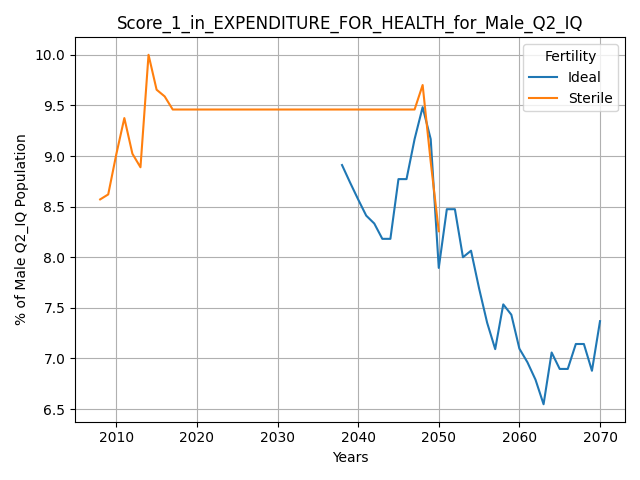 Score_1_in_EXPENDITURE_FOR_HEALTH_for_Male_Q2_IQ
Fertility
Ideal
Sterile
% of Male Q2_IQ Population
10.0
9.5
9.0
8.5
8.0
7.5
7.0
6.5
2010 2020 2030 2040 2050 2060 2070
Years